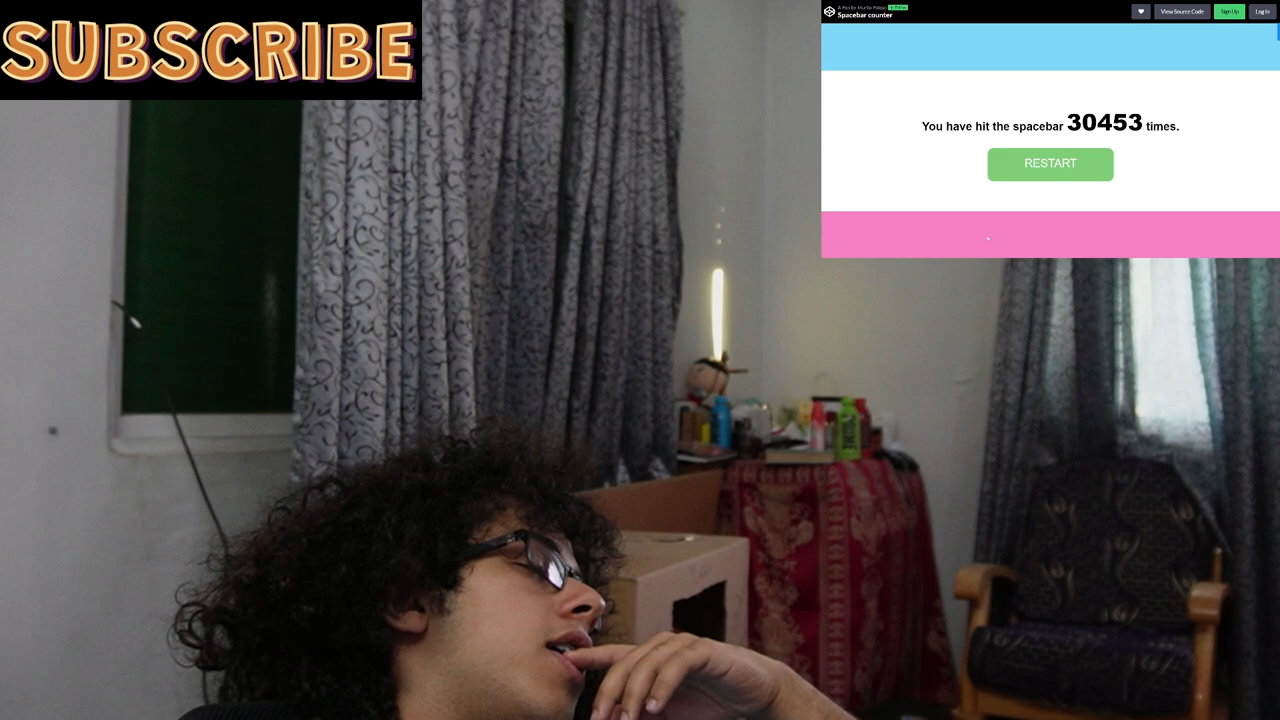 SUBSCRIBE
Spacebar counter
View Source Code
Sign Up
Log In
You have hit the spacebar 30453 times.
RESTART